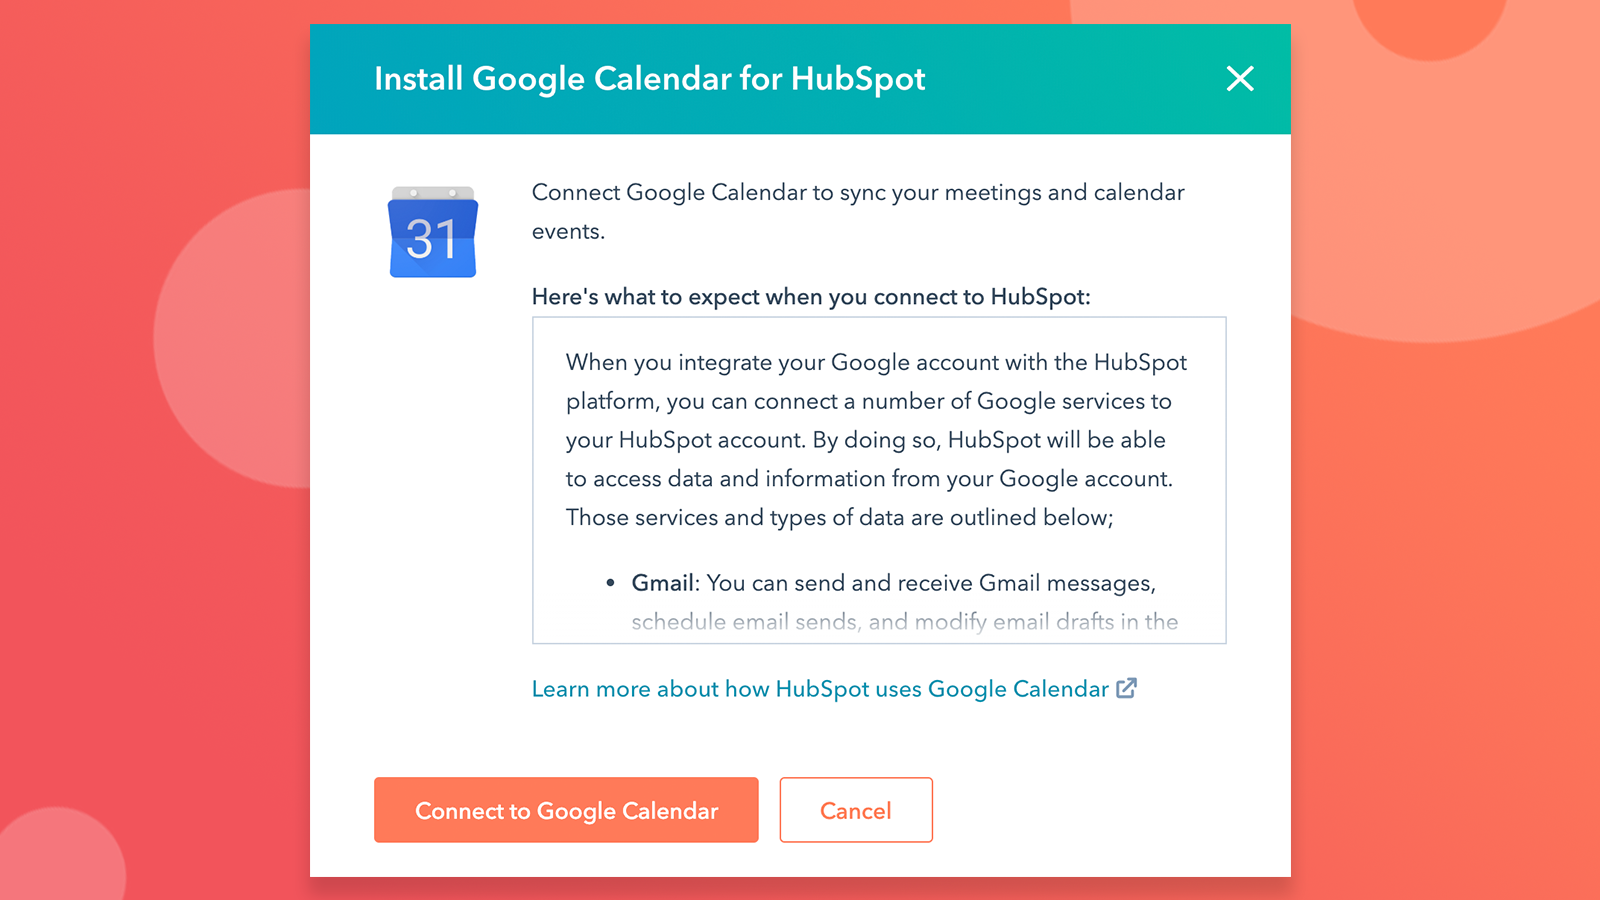 Install Google Calendar for HubSpot
31
Connect Google Calendar to sync your meetings and calendar
events.
Here's what to expect when you connect to HubSpot:
When you integrate your Google account with the HubSpot
platform, you can connect a number of Google services to
your HubSpot account. By doing so, HubSpot will be able
to access data and information from your Google account.
Those services and types of data are outlined below;
• Gmail: You can send and receive Gmail messages,
schedule email sends, and modify email drafts in the
Learn more about how HubSpot uses Google Calendar
Connect to Google Calendar
Cancel